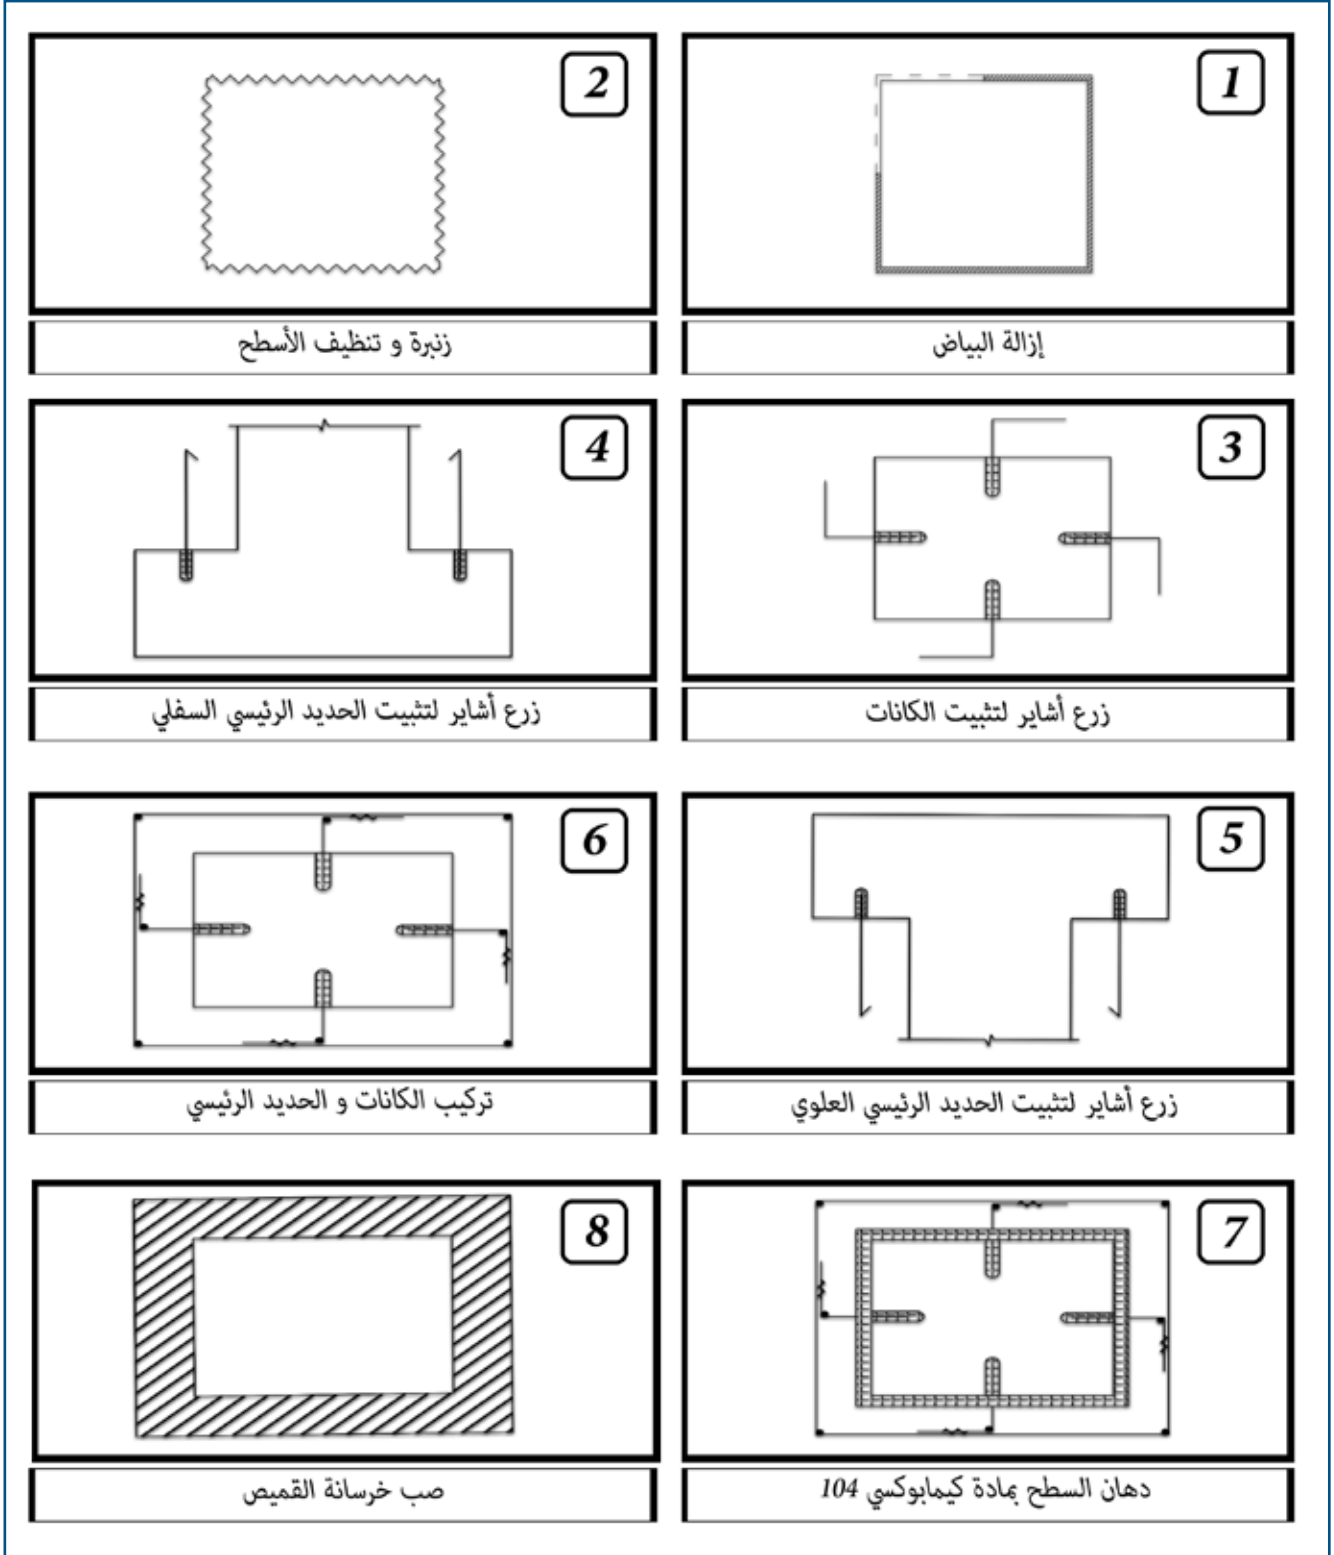 1
إزالة البياض
2
زنبرة و تنظيف الأسطح
3
زرع أشاير لتثبيت الكانات
4
زرع أشاير لتثبيت الحديد الرئيسي السفلي
5
زرع أشاير لتثبيت الحديد الرئيسي العلوي
6
تركيب الكانات و الحديد الرئيسي
7
دهان السطح بمادة كيمابوكسي 104
8
صب خرسانة القميص